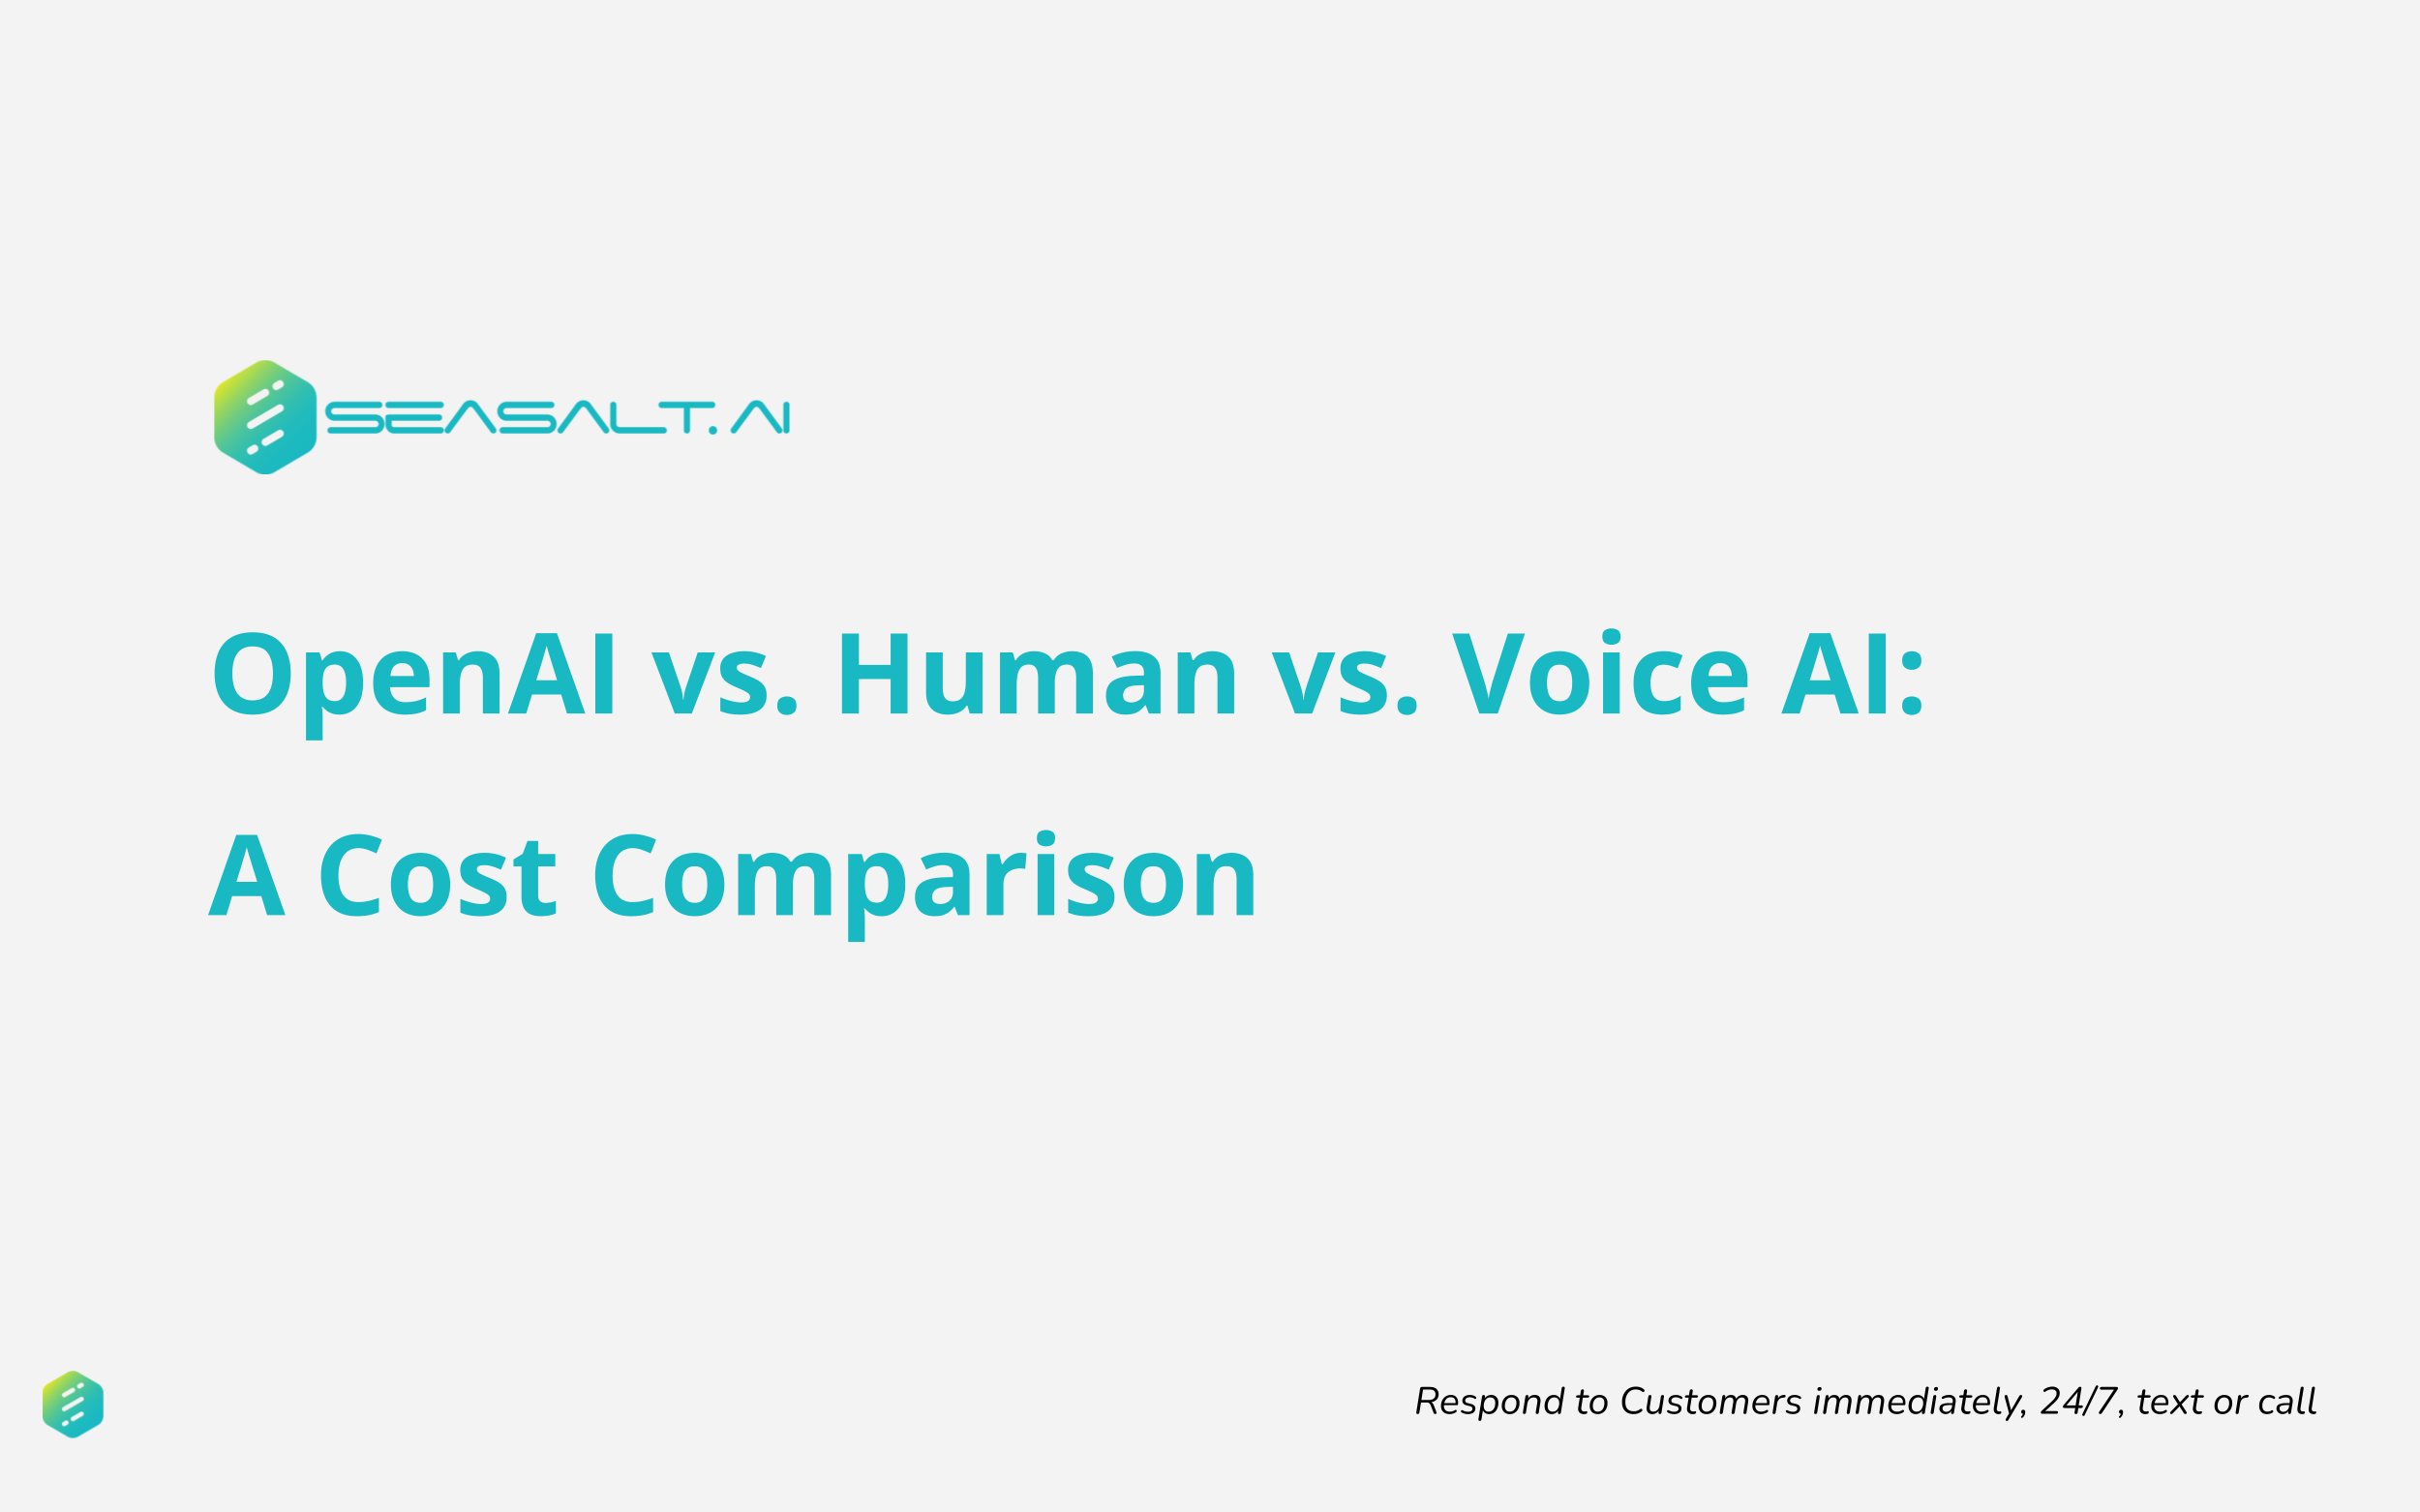 SEASALT.AI
OpenAI vs. Human vs. Voice AI:
A Cost Comparison
Respond to Customers immediately, 24/7, text or call